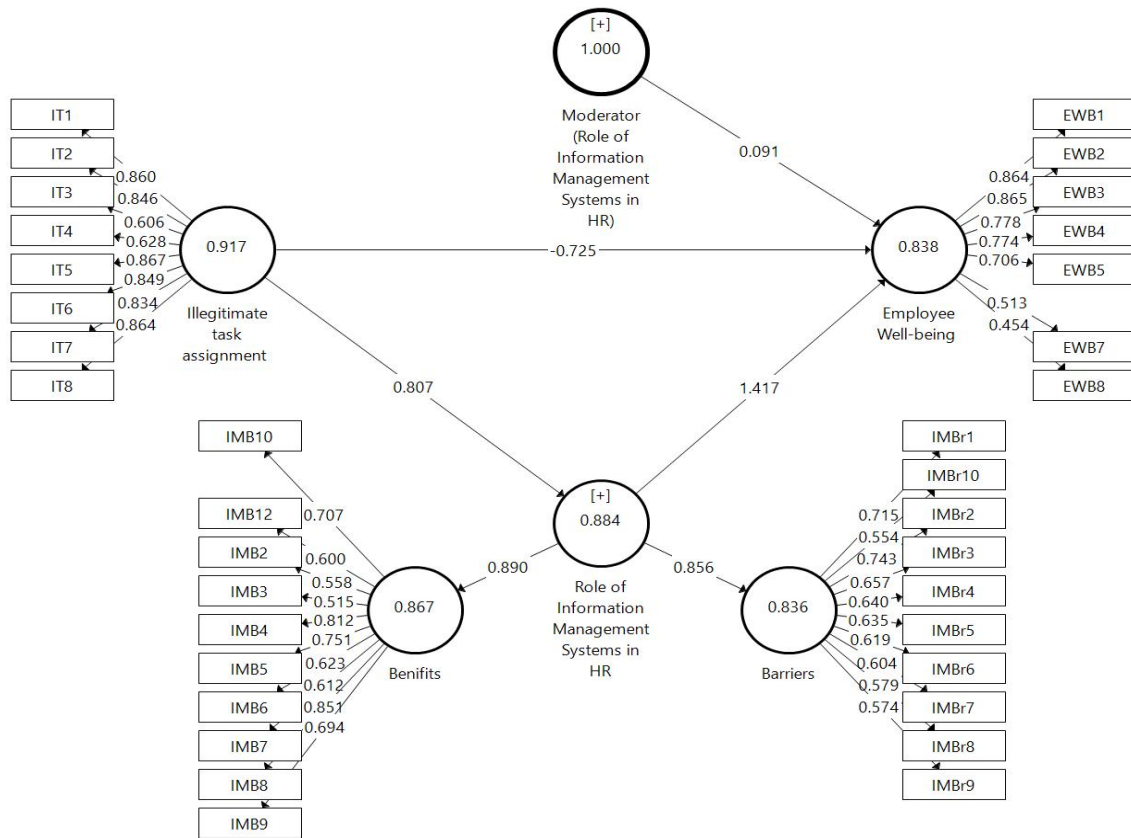 [+]
1.000
Moderator
(Role of
Information
Management
Systems in
HR)
0.091
IT1
IT2
IT3
IT4
IT5
IT6
IT7
IT8
0.860
0.846
0.606
0.628
0.867
0.849
0.834
0.864
0.917
Illegitimate
task
assignment
-0.725
0.807
EWB1
EWB2
EWB3
EWB4
EWB5
EWB7
EWB8
0.864
0.865
0.778
0.774
0.706
0.513
0.454
0.838
Employee
Well-being
1.417
IMB10
IMB12
IMB2
IMB3
IMB4
IMB5
IMB6
IMB7
IMB8
IMB9
0.707
0.600
0.558
0.515
0.812
0.751
0.623
0.612
0.851
0.694
0.867
Benifits
0.890
[+]
0.884
Role of
Information
Management
Systems in
HR
0.856
0.836
Barriers
0.715
0.554
0.743
0.657
0.640
0.635
0.619
0.604
0.579
0.574
IMBr1
IMBr10
IMBr2
IMBr3
IMBr4
IMBr5
IMBr6
IMBr7
IMBr8
IMBr9